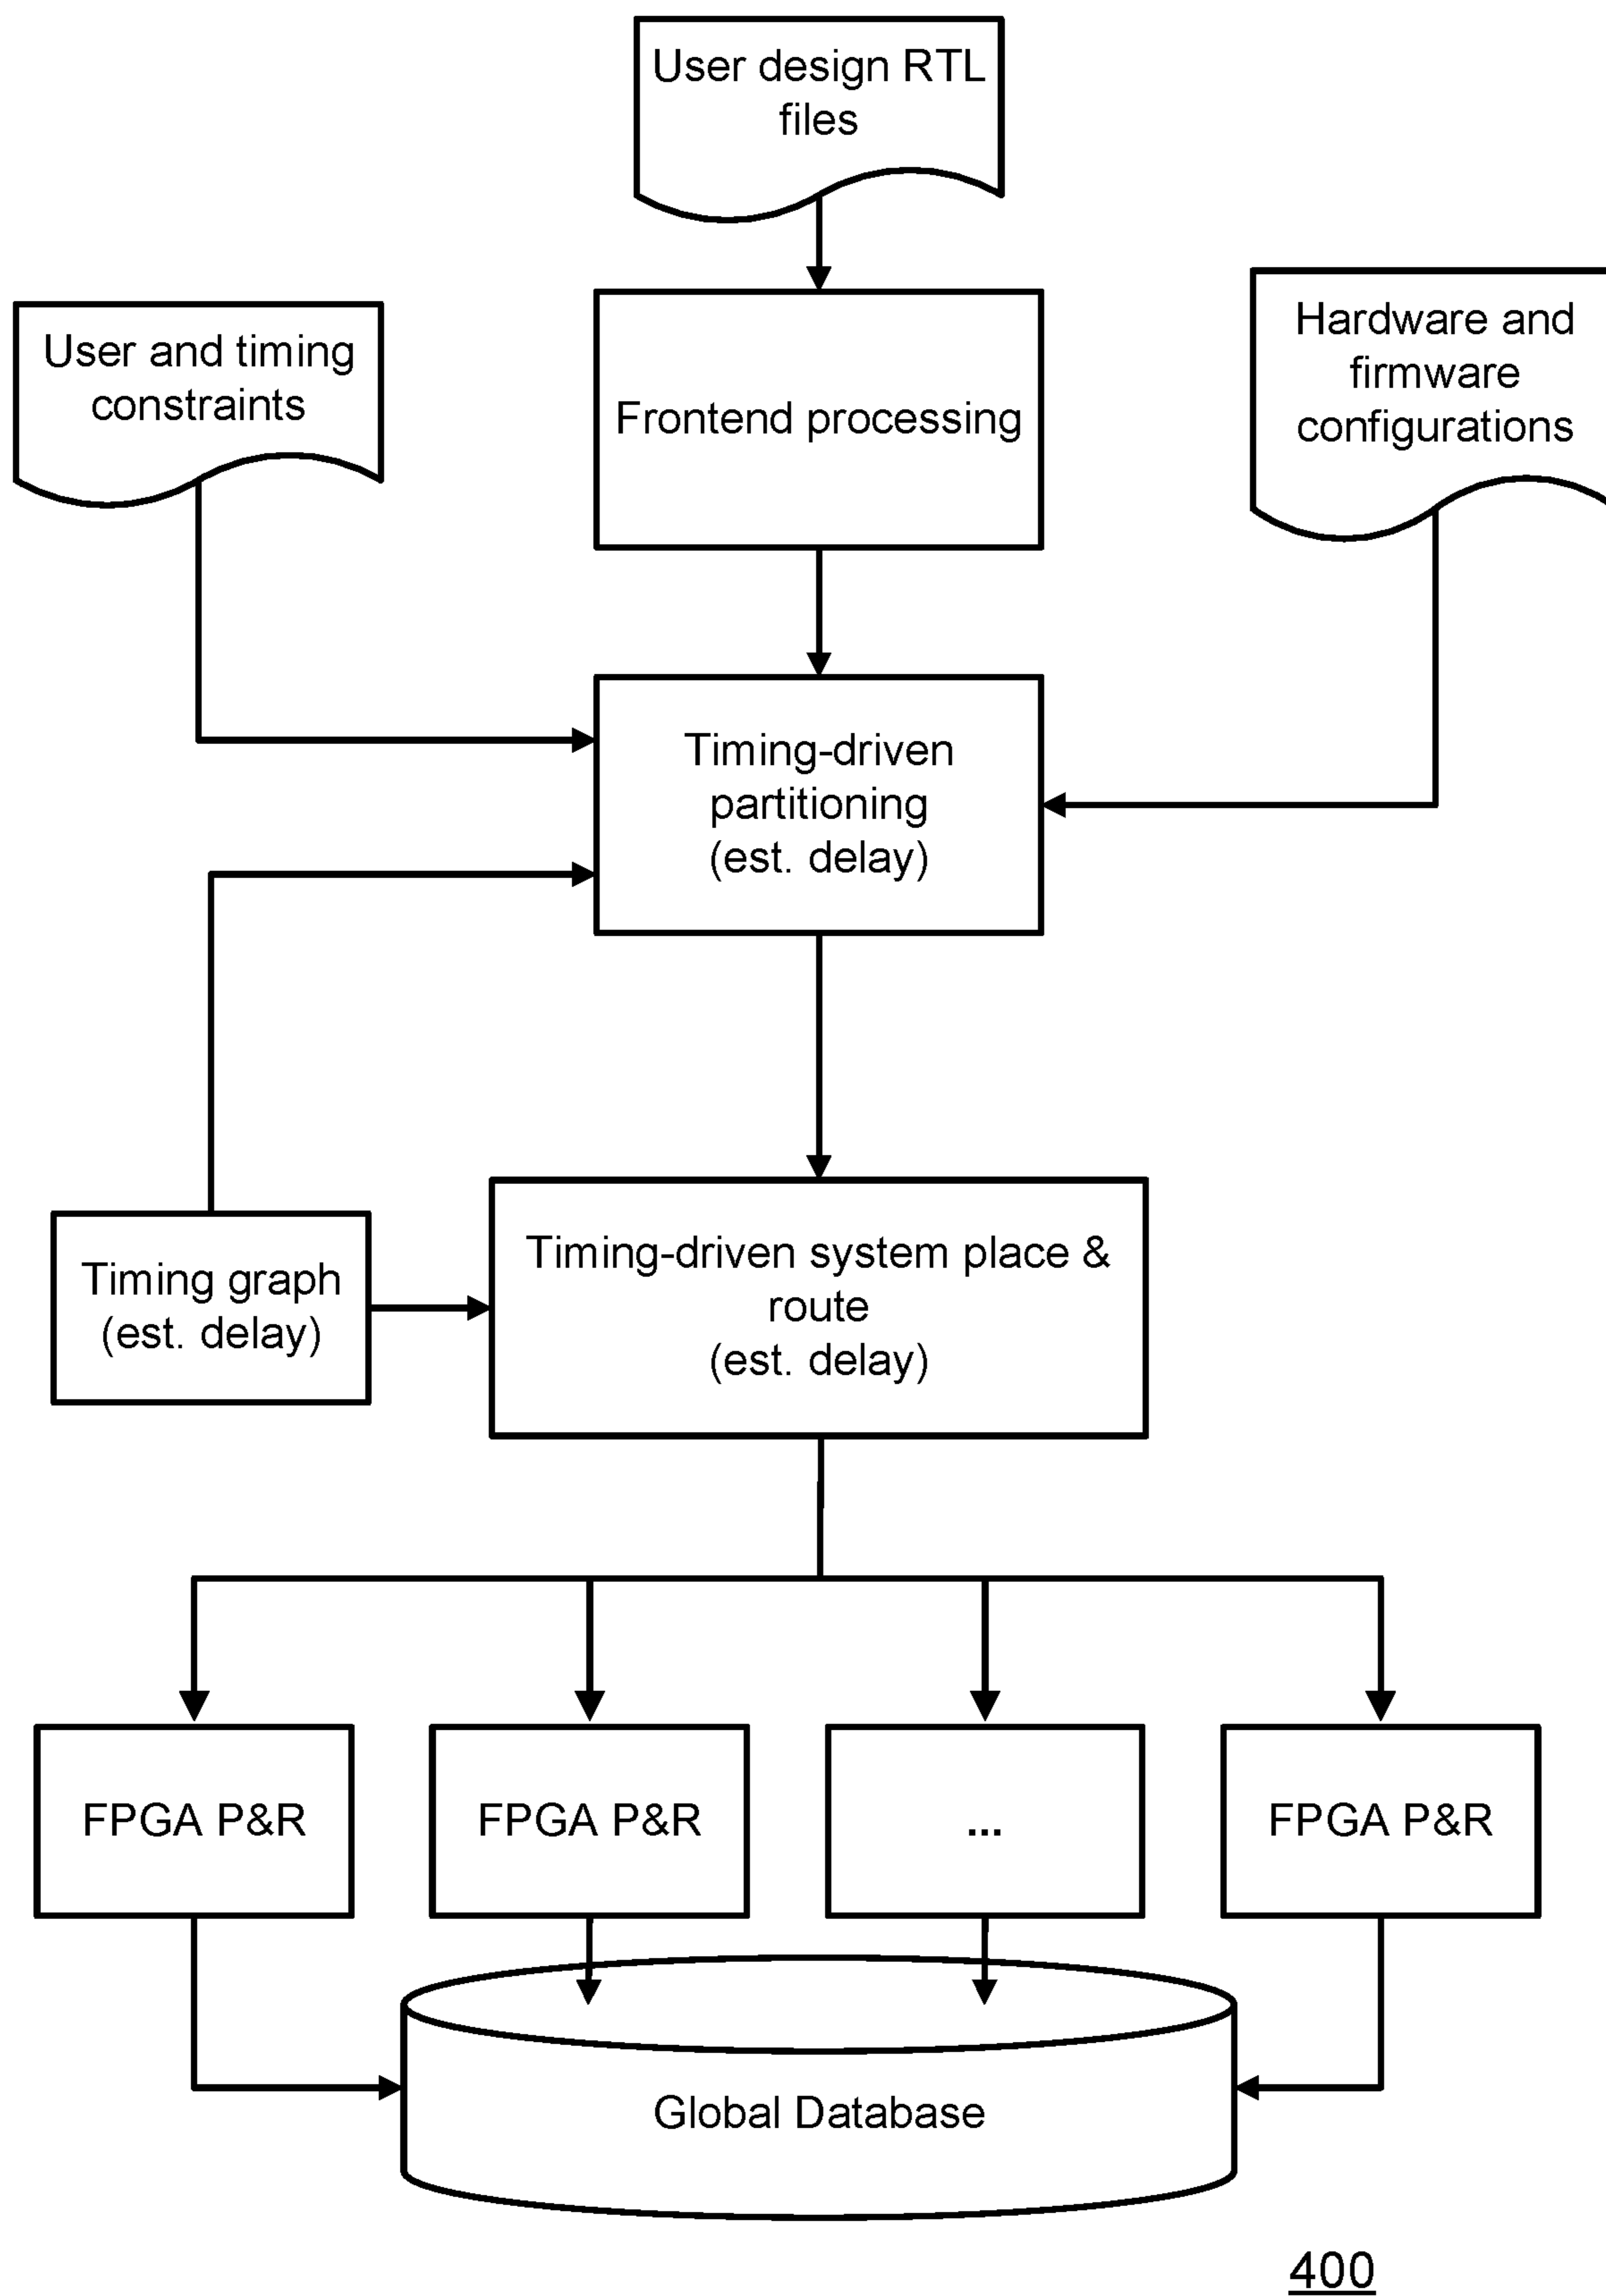 User design RTL
files
User and timing
constraints
Frontend processing
Hardware and
firmware
configurations
Timing-driven
partitioning
(est. delay)
Timing graph
(est. delay)
Timing-driven system place &
route
(est. delay)
FPGA P&R
FPGA P&R
...
FPGA P&R
Global Database
400